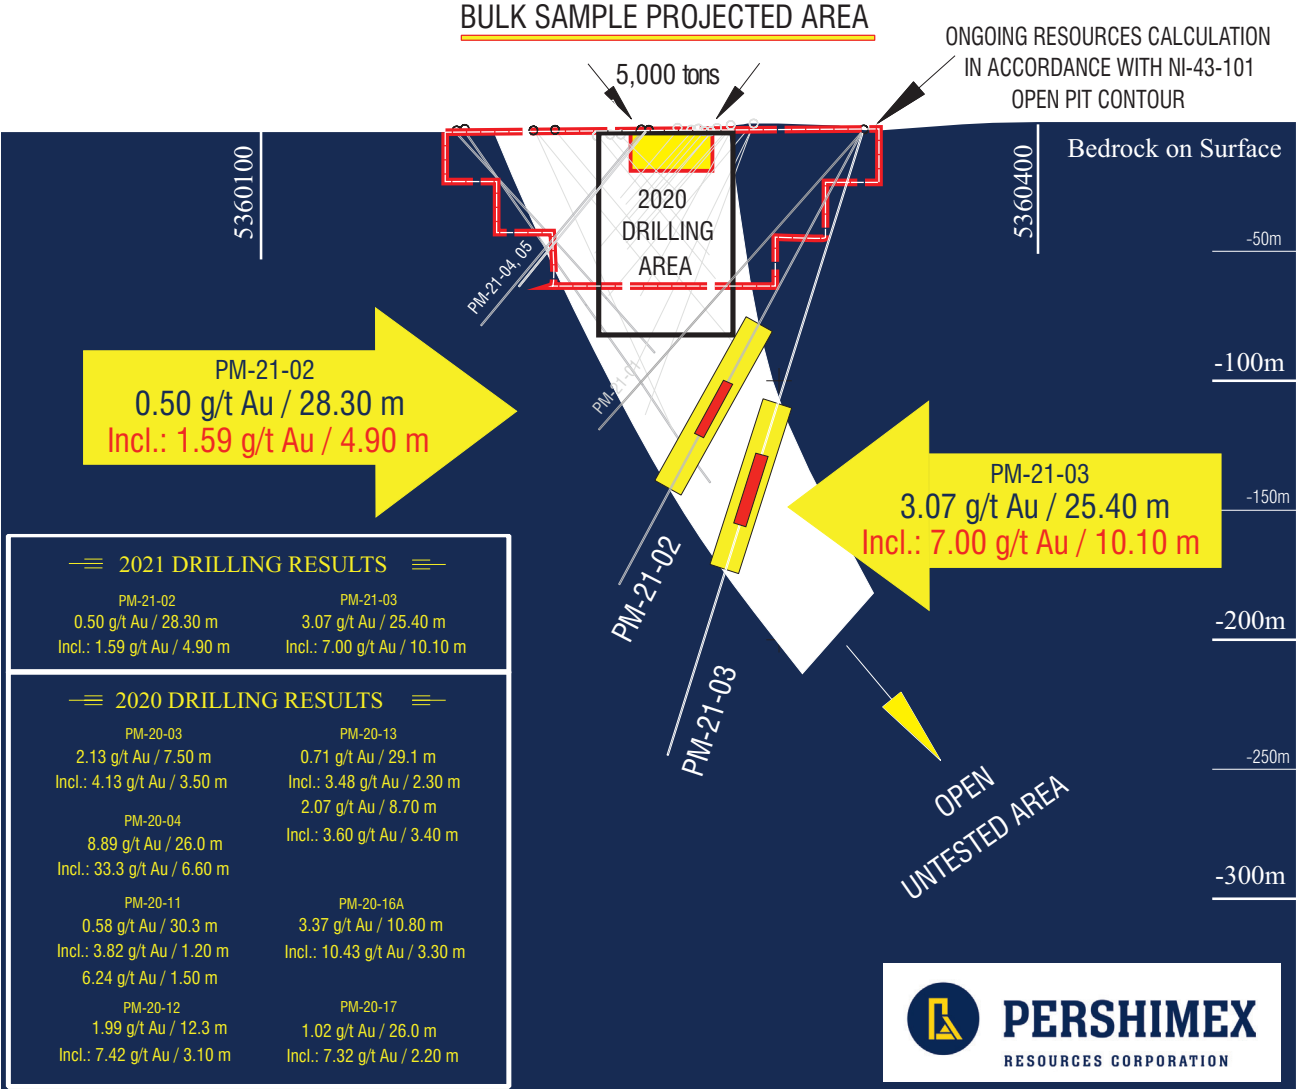 BULK SAMPLE PROJECTED AREA
5,000 tons
ONGOING RESOURCES CALCULATION
IN ACCORDANCE WITH NI-43-101
OPEN PIT CONTOUR
Bedrock on Surface
5360100
5360400
2020
DRILLING
AREA
-50m
-100m
-150m
-200m
-250m
-300m
PM-21-04, 05
PM-21-01
PM-21-02
0.50 g/t Au / 28.30 m
Incl.: 1.59 g/t Au / 4.90 m
PM-21-03
3.07 g/t Au / 25.40 m
Incl.: 7.00 g/t Au / 10.10 m
PM-21-02
PM-21-03
OPEN
UNTESTED AREA
2021 DRILLING RESULTS
PM-21-02
0.50 g/t Au / 28.30 m
Incl.: 1.59 g/t Au / 4.90 m
PM-21-03
3.07 g/t Au / 25.40 m
Incl.: 7.00 g/t Au / 10.10 m
2020 DRILLING RESULTS
PM-20-03
2.13 g/t Au / 7.50 m
Incl.: 4.13 g/t Au / 3.50 m
PM-20-04
8.89 g/t Au / 26.0 m
Incl.: 33.3 g/t Au / 6.60 m
PM-20-11
0.58 g/t Au / 30.3 m
Incl.: 3.82 g/t Au / 1.20 m
6.24 g/t Au / 1.50 m
PM-20-12
1.99 g/t Au / 12.3 m
Incl.: 7.42 g/t Au / 3.10 m
PM-20-13
0.71 g/t Au / 29.1 m
Incl.: 3.48 g/t Au / 2.30 m
2.07 g/t Au / 8.70 m
Incl.: 3.60 g/t Au / 3.40 m
PM-20-16A
3.37 g/t Au / 10.80 m
Incl.: 10.43 g/t Au / 3.30 m
PM-20-17
1.02 g/t Au / 26.0 m
Incl.: 7.32 g/t Au / 2.20 m
PERSHIMEX
RESOURCES CORPORATION